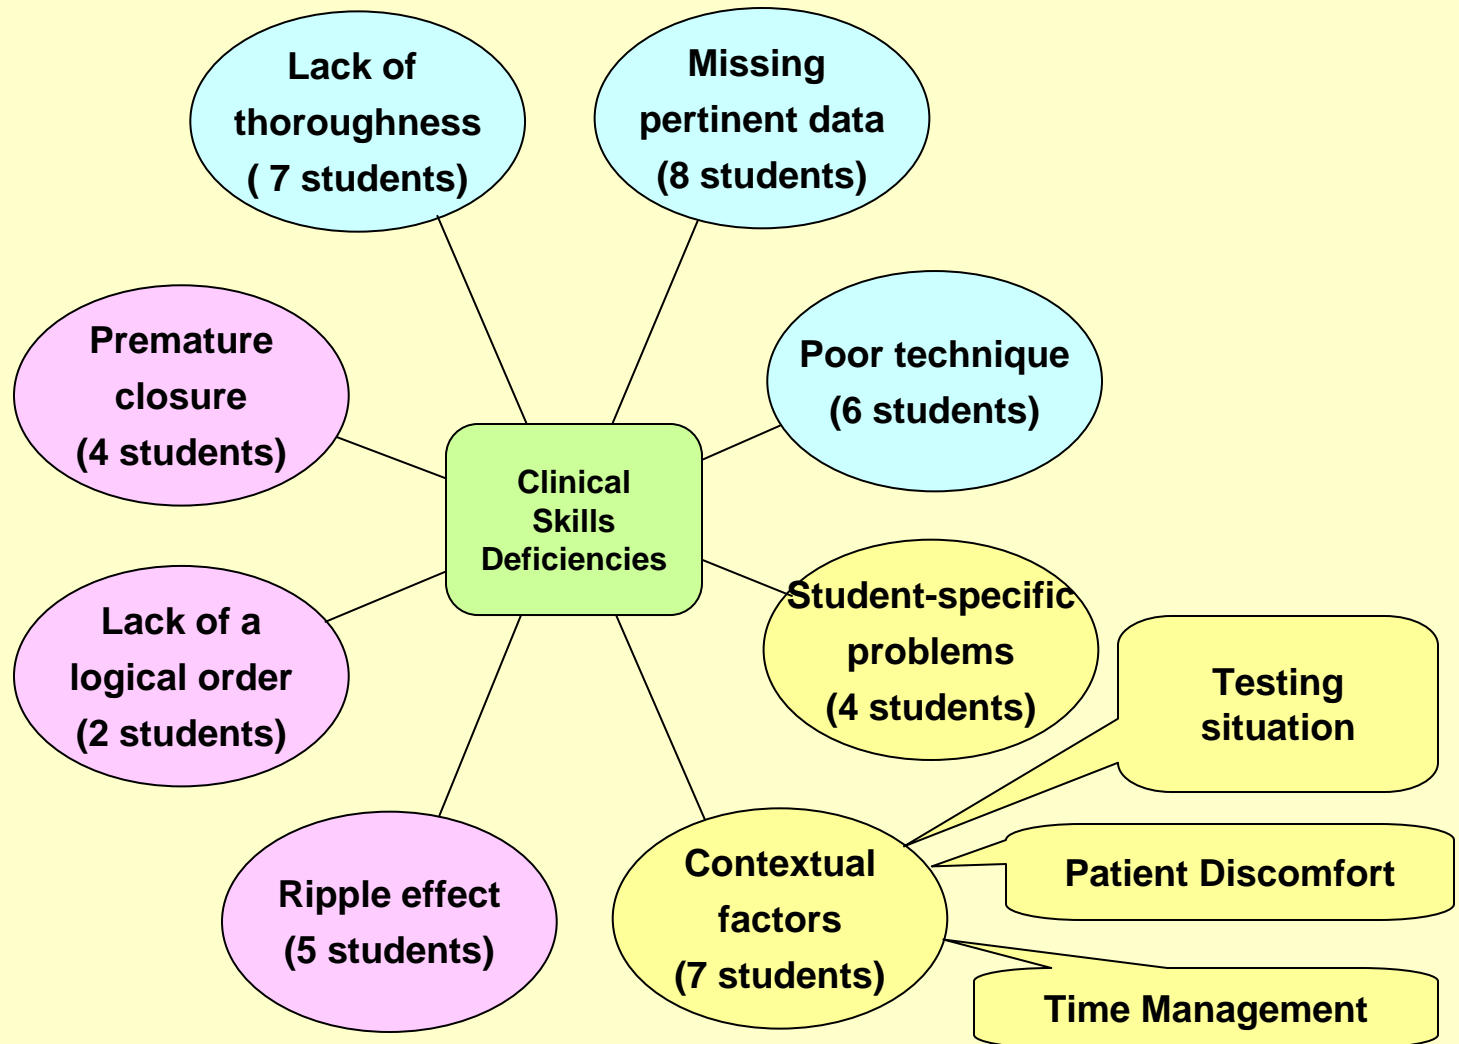 Lack of
thoroughness
( 7 students)
Missing
pertinent data
(8 students)
Premature
closure
(4 students)
Poor technique
(6 students)
Clinical
Skills
Deficiencies
Lack of a
logical order
(2 students)
Student-specific
problems
(4 students)
Testing
situation
Ripple effect
(5 students)
Contextual
factors
(7 students)
Patient Discomfort
Time Management